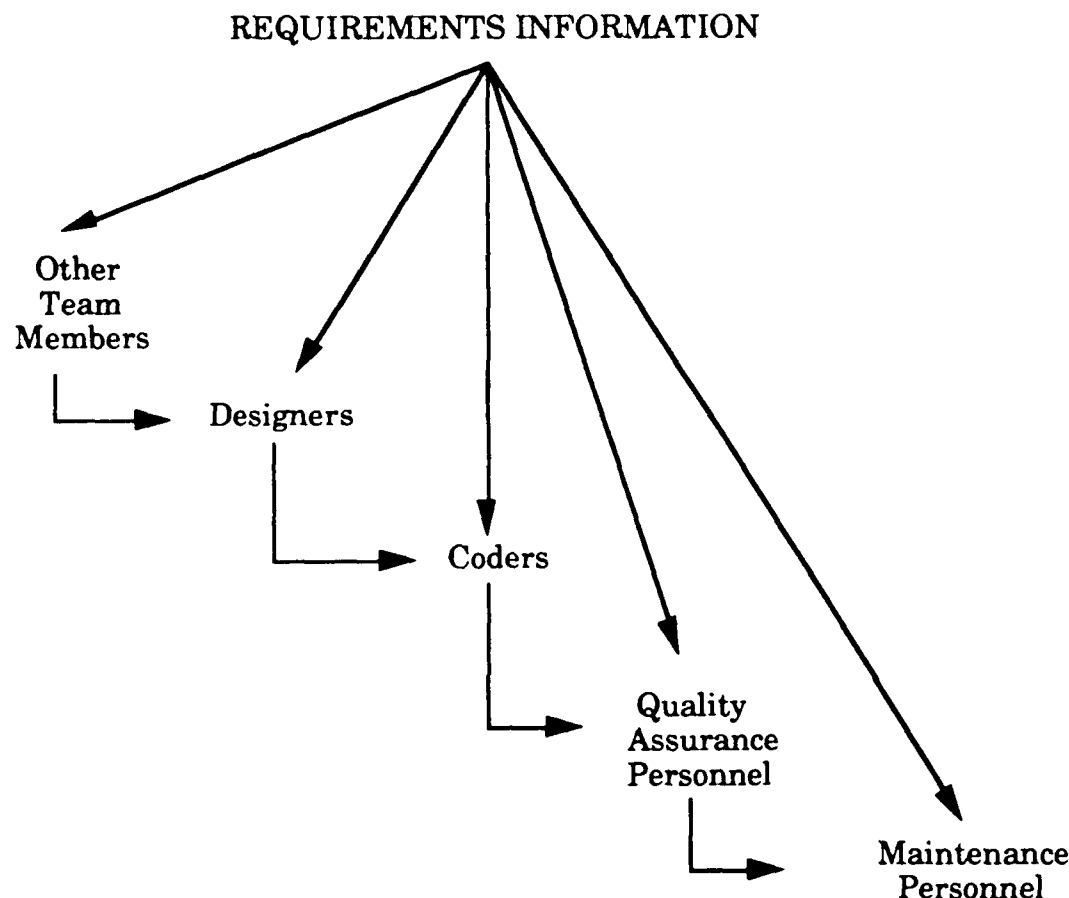 REQUIREMENTS INFORMATION
Other
Team
Members
Designers
Coders
Quality
Assurance
Personnel
Maintenance
Personnel